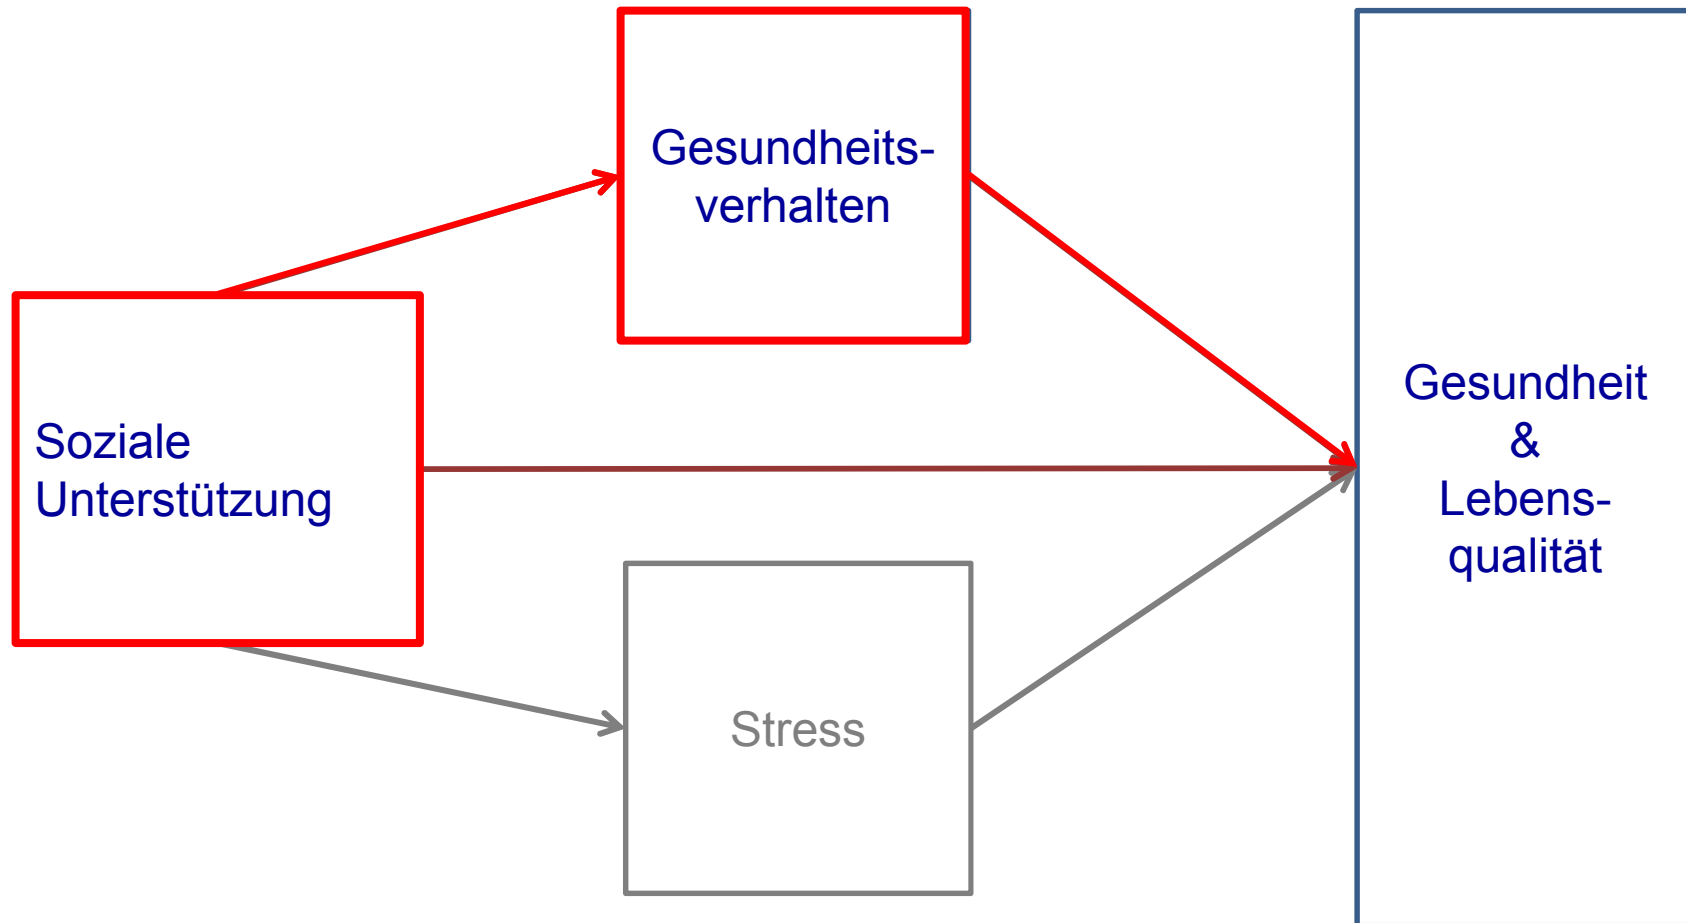 Gesundheits-
verhalten
Soziale
Unterstützung
Stress
Gesundheit
&
Lebens-
qualität